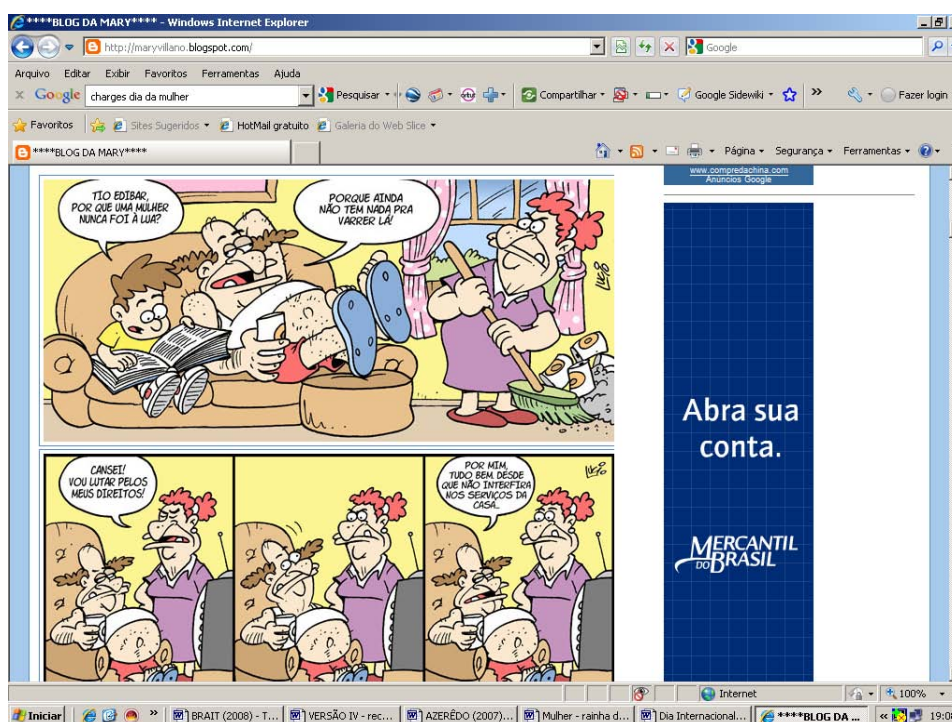 ****BLOG DA MARY**** - Windows Internet Explorer
http://maryvillano.blogspot.com/
Google
Arquivo Editar Exibir Favoritos Ferramentas Ajuda
Google charges dia da mulher Pesquisar Compartilhar Google Sidewiki Fazer login
Favoritos Sites Sugeridos HotMail gratuito Galeria do Web Slice
****BLOG DA MARY**** Página Segurança Ferramentas
www.compredachina.com
Anúncios Google
TIO EDIBAR,
POR QUE UMA MULHER
NUNCA FOI À LUA?
PORQUE AINDA
NÃO TEM NADA PRA
VARRER LÁ!
LUCIO
CANSEI!
VOU LUTAR PELOS
MEUS DIREITOS!
POR MIM,
TUDO BEM. DESDE
QUE NÃO INTERFIRA
NOS SERVIÇOS DA
CASA...
LUCIO
Abra sua
conta.
MERCANTIL
DO BRASIL
Internet 100%
Iniciar BRAIT (2008) - T... VERSÃO IV - rec... AZERÊDO (2007)... Mulher - rainha d... Dia Internacional... ****BLOG DA ...